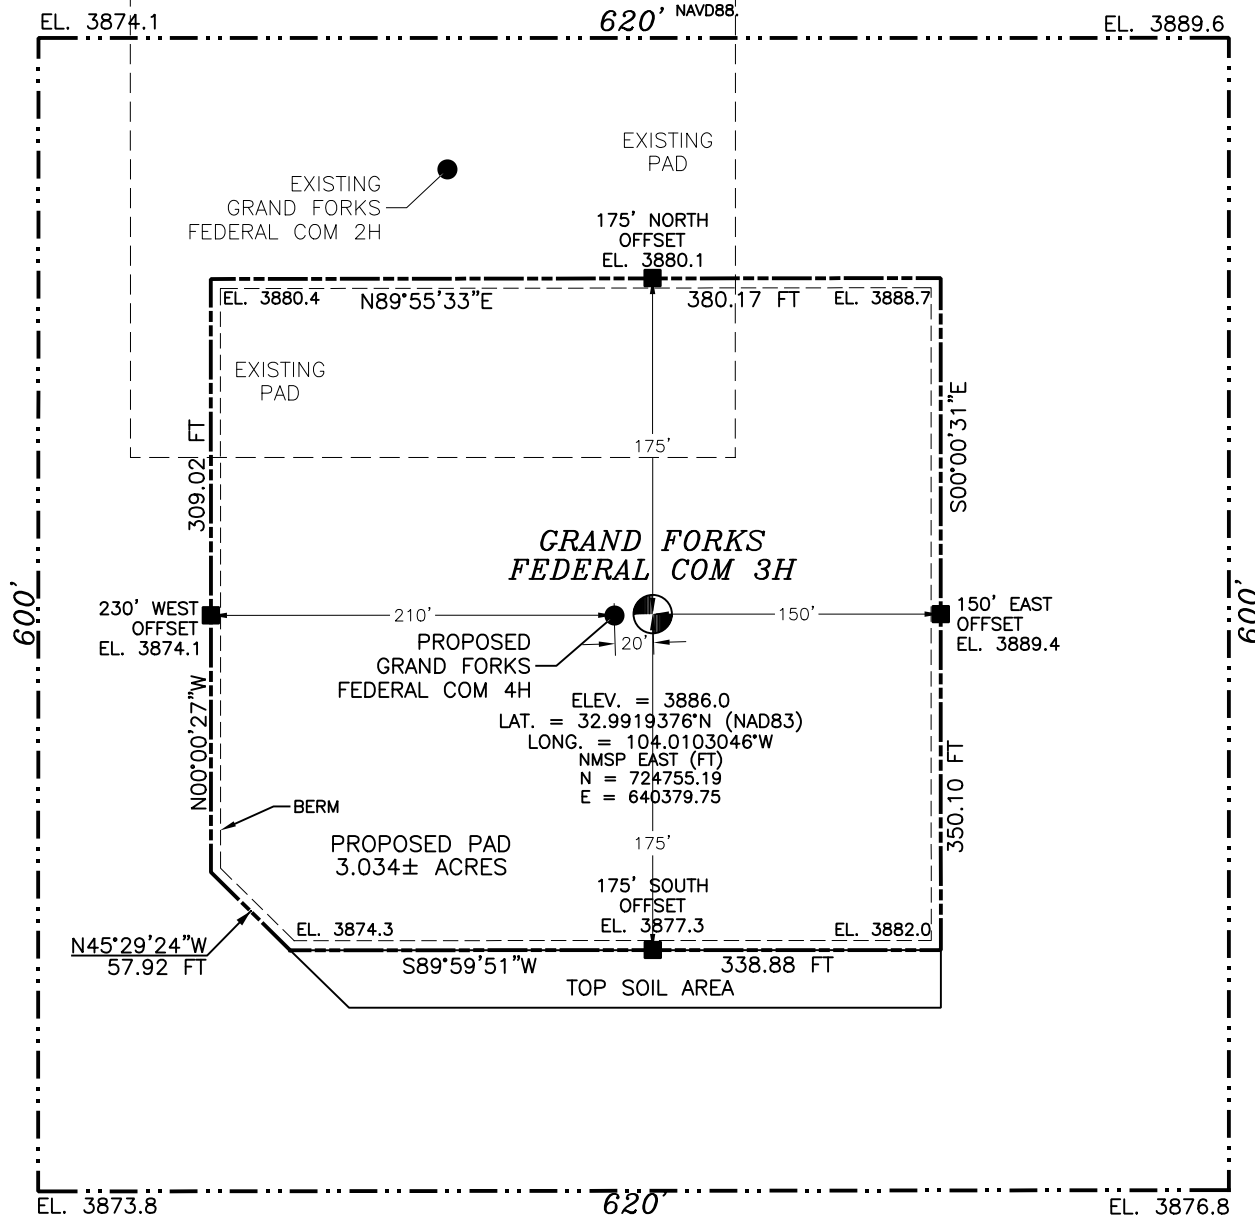 EL. 3874.1
620'
NAVD88.
EL. 3889.6
EXISTING
PAD
EXISTING
GRAND FORKS
FEDERAL COM 2H
175' NORTH
OFFSET
EL. 3880.1
EL. 3880.4
N89°55'33"E
380.17 FT
EL. 3888.7
EXISTING
PAD
309.02 FT
S00°00'31"E
175'
GRAND FORKS
FEDERAL COM 3H
600'
600'
230' WEST
OFFSET
EL. 3874.1
210'
150'
150' EAST
OFFSET
EL. 3889.4
20'
PROPOSED
GRAND FORKS
FEDERAL COM 4H
ELEV. = 3886.0
LAT. = 32.9919376°N (NAD83)
LONG. = 104.0103046°W
NMSP EAST (FT)
N = 724755.19
E = 640379.75
N00°00'27"W
350.10 FT
BERM
PROPOSED PAD
3.034± ACRES
175'
175' SOUTH
OFFSET
EL. 3877.3
EL. 3874.3
EL. 3882.0
N45°29'24"W
57.92 FT
S89°59'51"W
338.88 FT
TOP SOIL AREA
EL. 3873.8
620'
EL. 3876.8